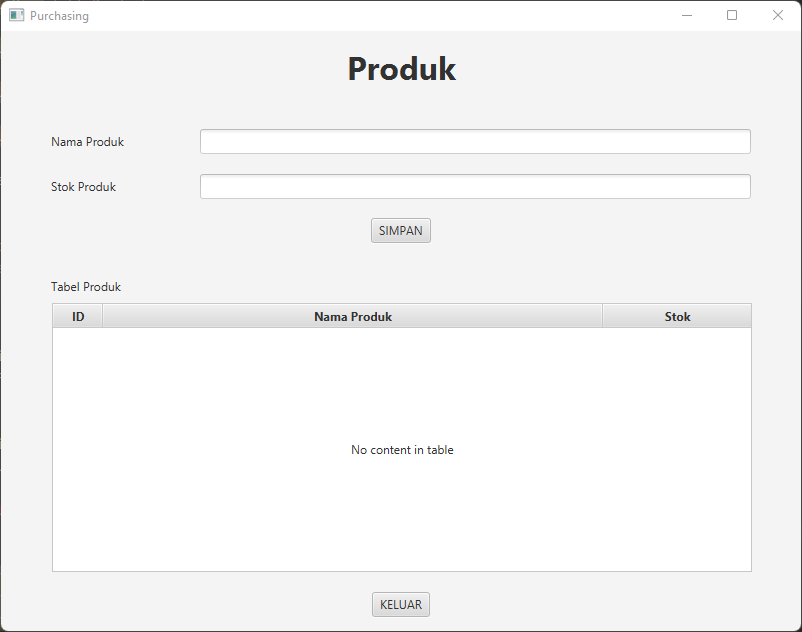 Purchasing
Produk
Nama Produk
Stok Produk
SIMPAN
Tabel Produk
ID Nama Produk Stok
No content in table
KELUAR